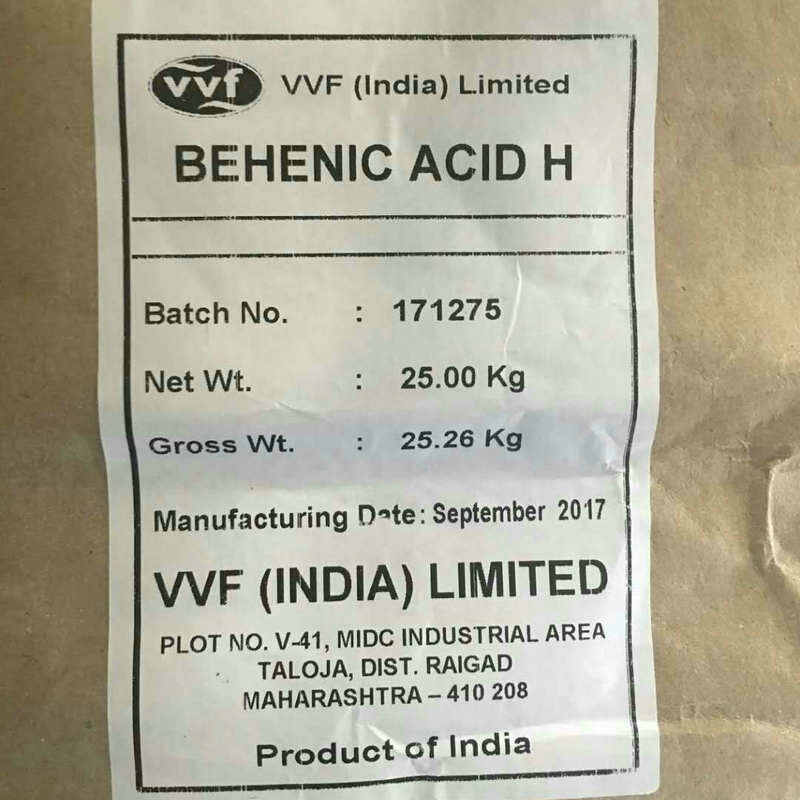 vvf VVF (India) Limited
BEHENIC ACID H
Batch No. : 171275
Net Wt. : 25.00 Kg
Gross Wt. : 25.26 Kg
Manufacturing Date: September 2017
VVF (INDIA) LIMITED
PLOT NO. V-41, MIDC INDUSTRIAL AREA
TALOJA, DIST. RAIGAD
MAHARASHTRA – 410 208
Product of India